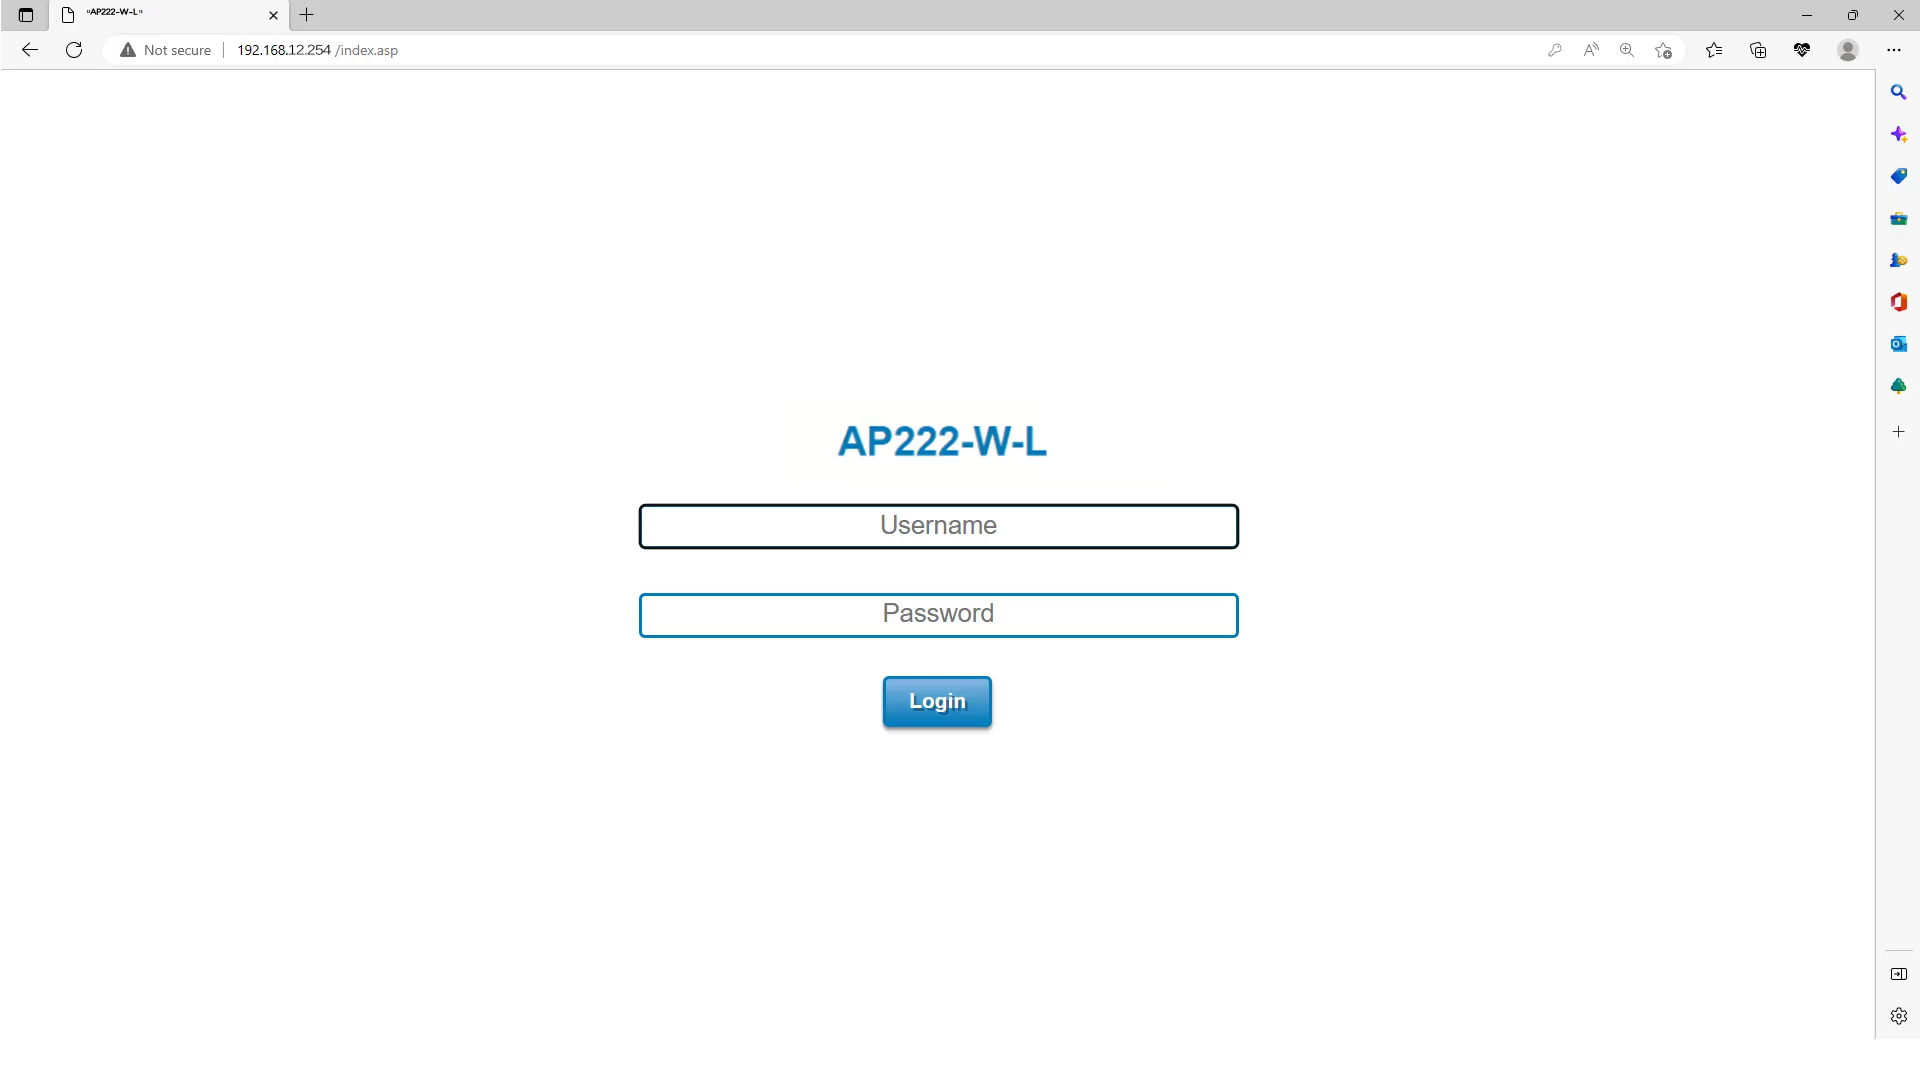 "AP222-W-L"
Not secure 192.168.12.254 /index.asp
AP222-W-L
Username
Password
Login